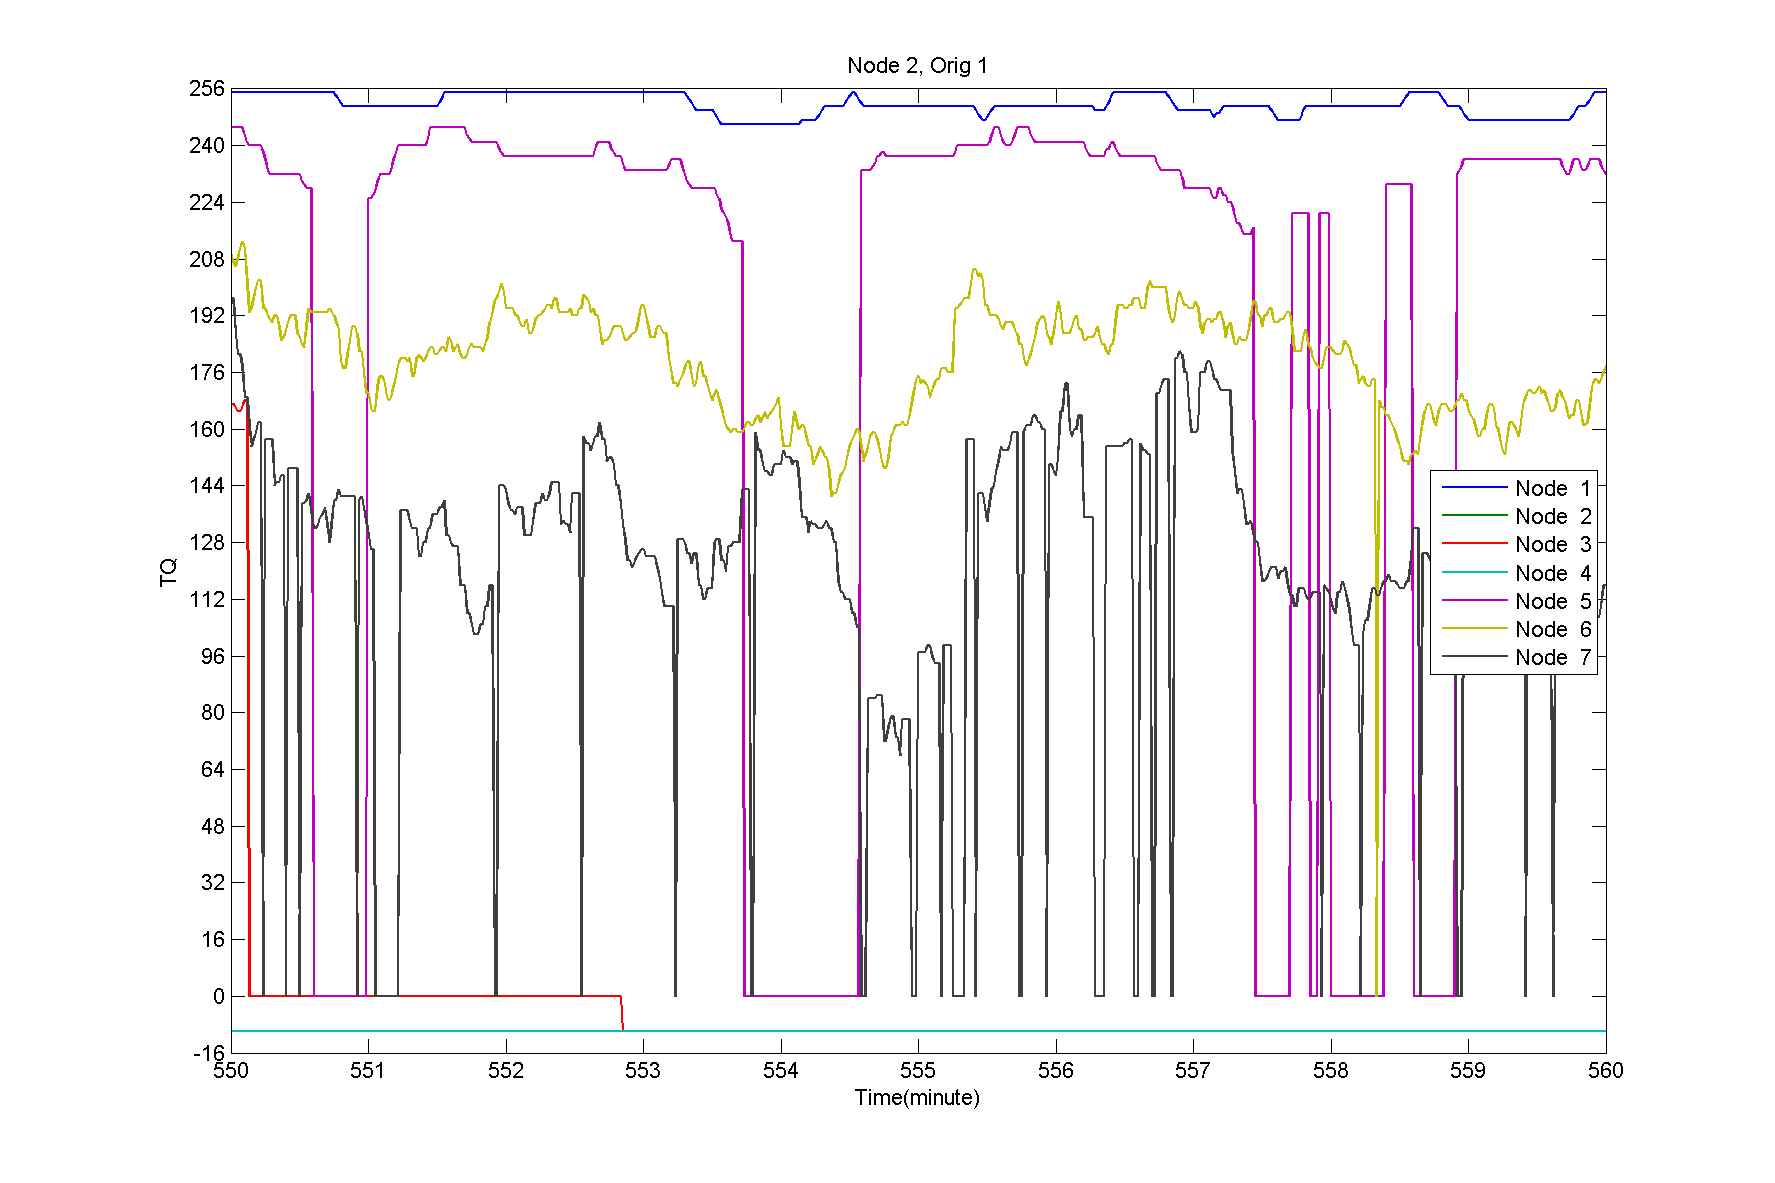 Node 2, Orig 1
256
240
224
208
192
176
160
144
128
112
96
80
64
48
32
16
0
-16
TQ
550 551 552 553 554 555 556 557 558 559 560
Time(minute)
Node 1
Node 2
Node 3
Node 4
Node 5
Node 6
Node 7